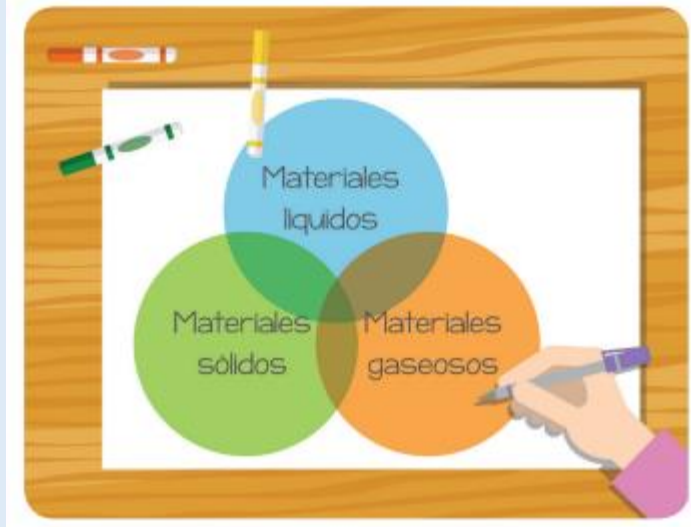 Materiales
líquidos
Materiales
sólidos
Materiales
gaseosos